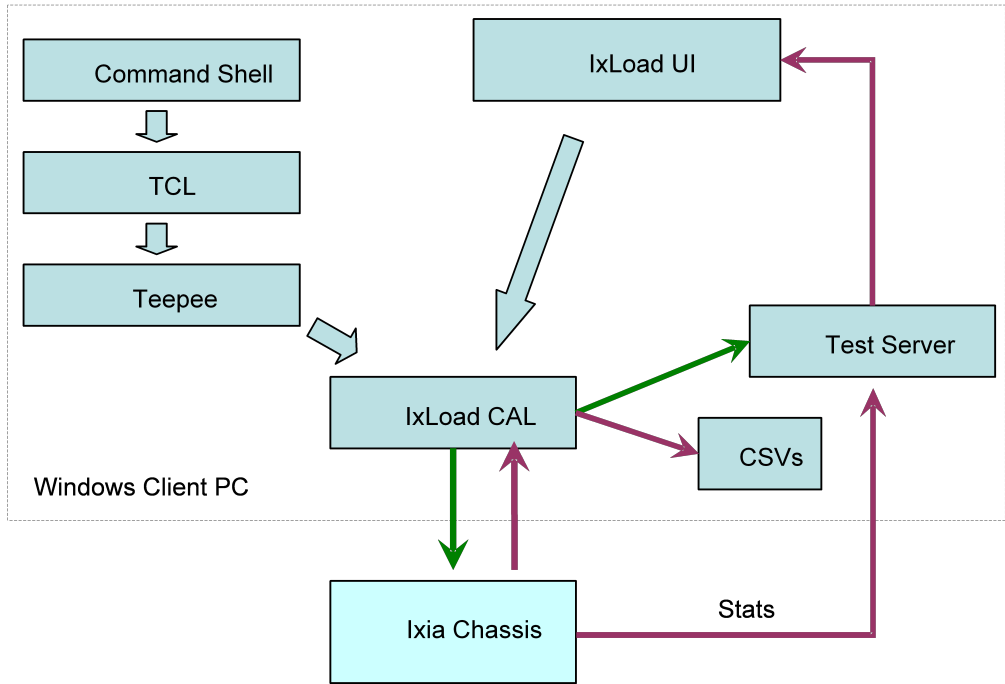 Command Shell
IxLoad UI
TCL
Teepee
Test Server
IxLoad CAL
CSVs
Windows Client PC
Ixia Chassis
Stats